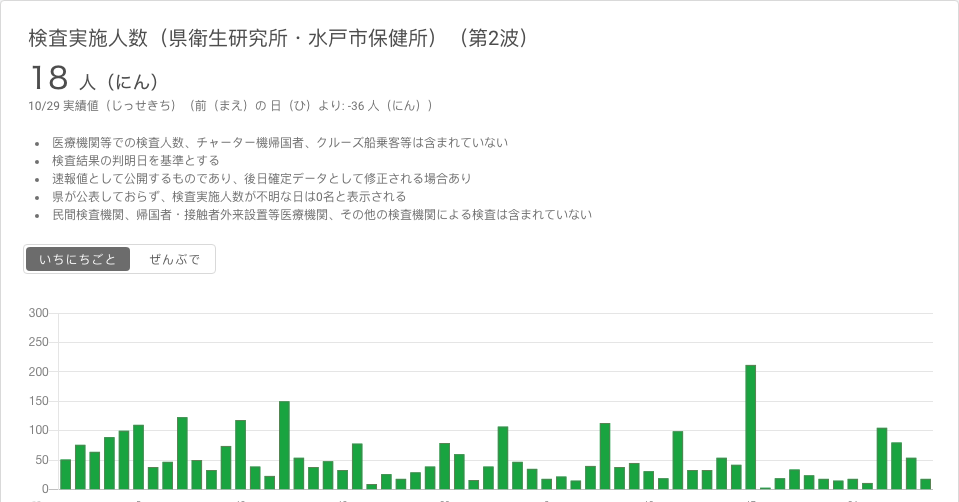 検査実施人数（県衛生研究所・水戸市保健所）（第2波）
18 人（にん）
10/29 実績値（じっせきち）（前（まえ）の 日（ひ）より: -36 人（にん））
医療機関等での検査人数、チャーター機帰国者、クルーズ船乗客等は含まれていない
検査結果の判明日を基準とする
速報値として公開するものであり、後日確定データとして修正される場合あり
県が公表しておらず、検査実施人数が不明な日は0名と表示される
民間検査機関、帰国者・接触者外来設置等医療機関、その他の検査機関による検査は含まれていない
いちにちごと ぜんぶで
300
250
200
150
100
50
0